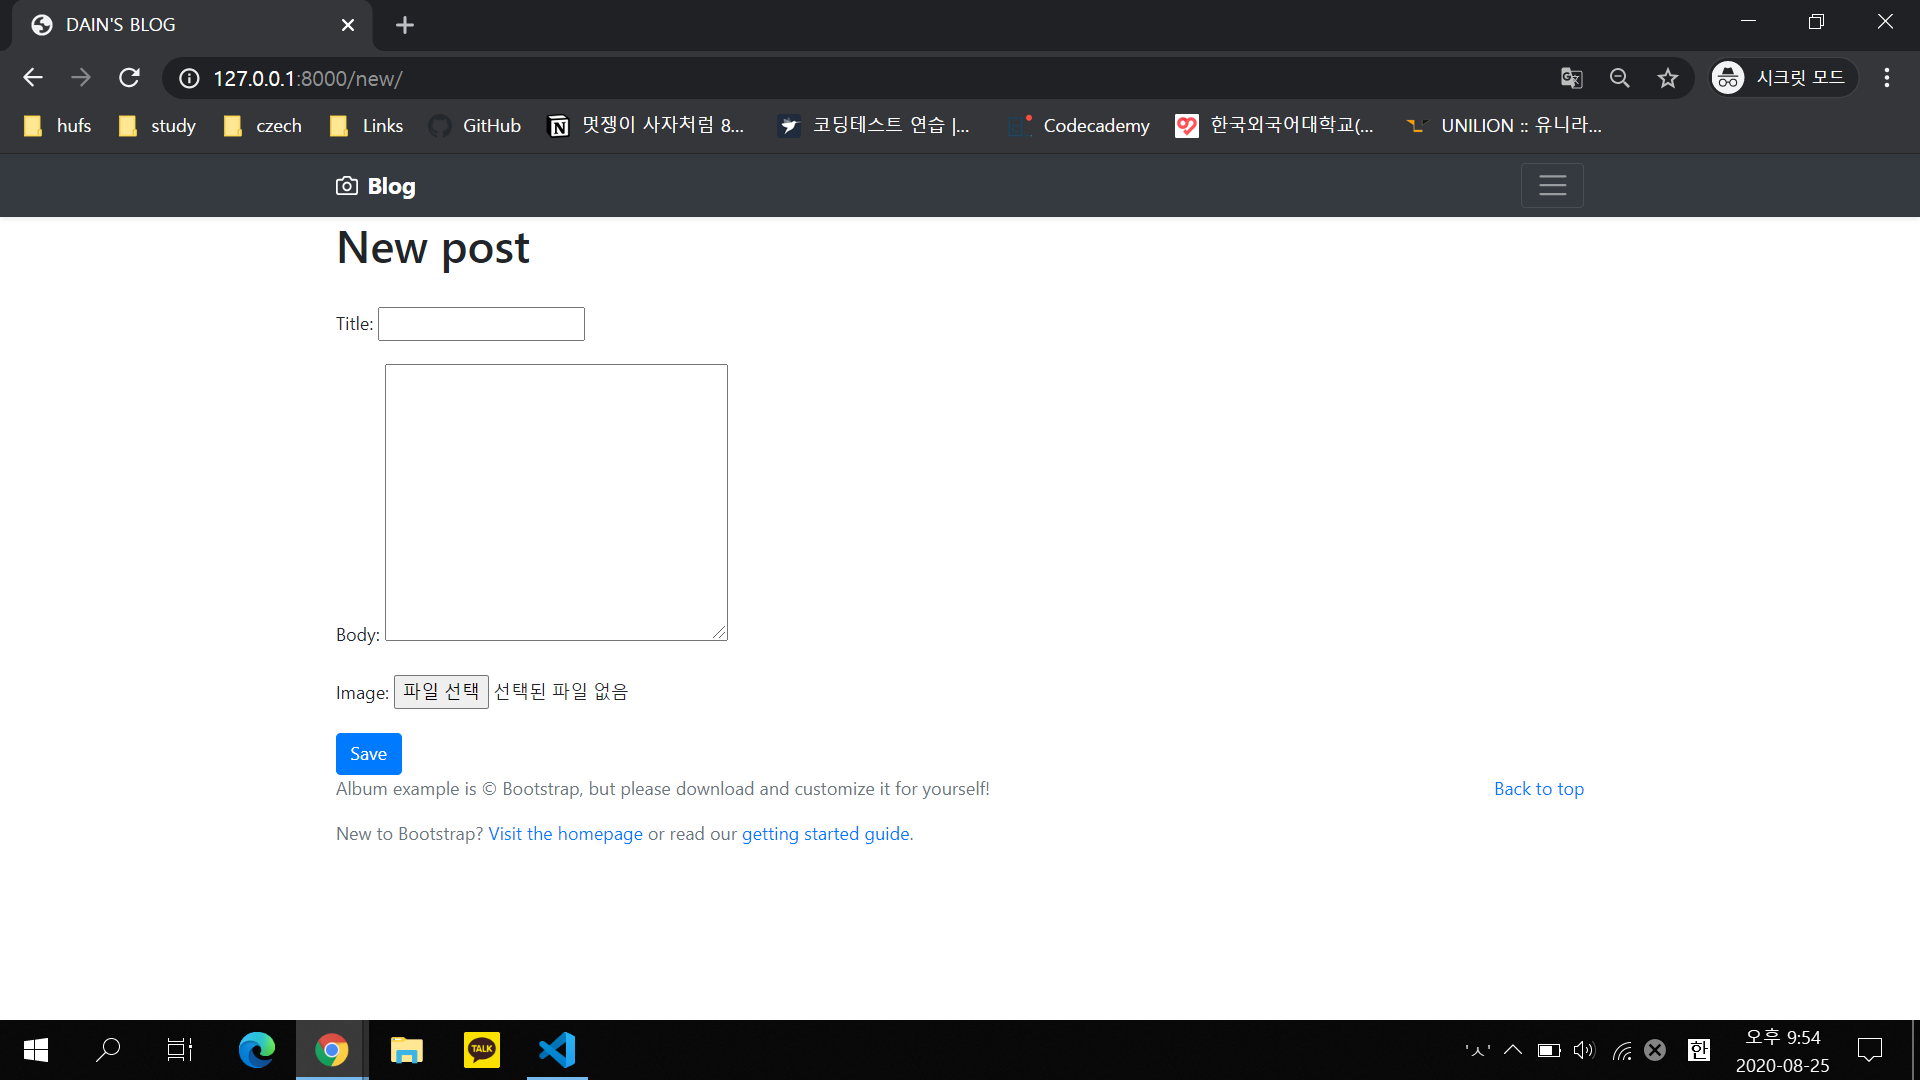 DAIN'S BLOG
127.0.0.1:8000/new/
시크릿 모드
hufs study czech Links GitHub 멋쟁이 사자처럼 8... 코딩테스트 연습 |... Codecademy 한국외국어대학교(... UNILION :: 유니라...
Blog
New post
Title:
Body:
Image: 파일 선택 선택된 파일 없음
Save
Album example is © Bootstrap, but please download and customize it for yourself! Back to top
New to Bootstrap? Visit the homepage or read our getting started guide.
TALK
'ㅅ'
한
오후 9:54
2020-08-25